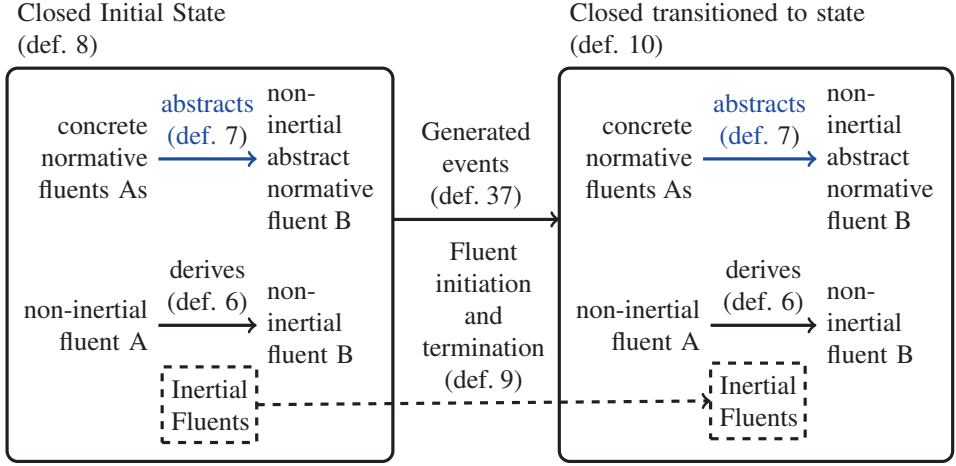 Closed Initial State
(def. 8)
concrete
normative
fluents As
abstracts
(def. 7)
non-
inertial
abstract
normative
fluent B
non-inertial
fluent A
derives
(def. 6)
non-
inertial
fluent B
Inertial
Fluents
Generated
events
(def. 37)
Fluent
initiation
and
termination
(def. 9)
Closed transitioned to state
(def. 10)
concrete
normative
fluents As
abstracts
(def. 7)
non-
inertial
abstract
normative
fluent B
non-inertial
fluent A
derives
(def. 6)
non-
inertial
fluent B
Inertial
Fluents